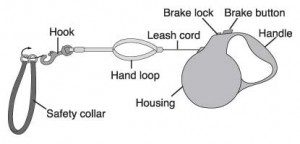 Brake lock
Brake button
Hook
Leash cord
Handle
Hand loop
Housing
Safety collar